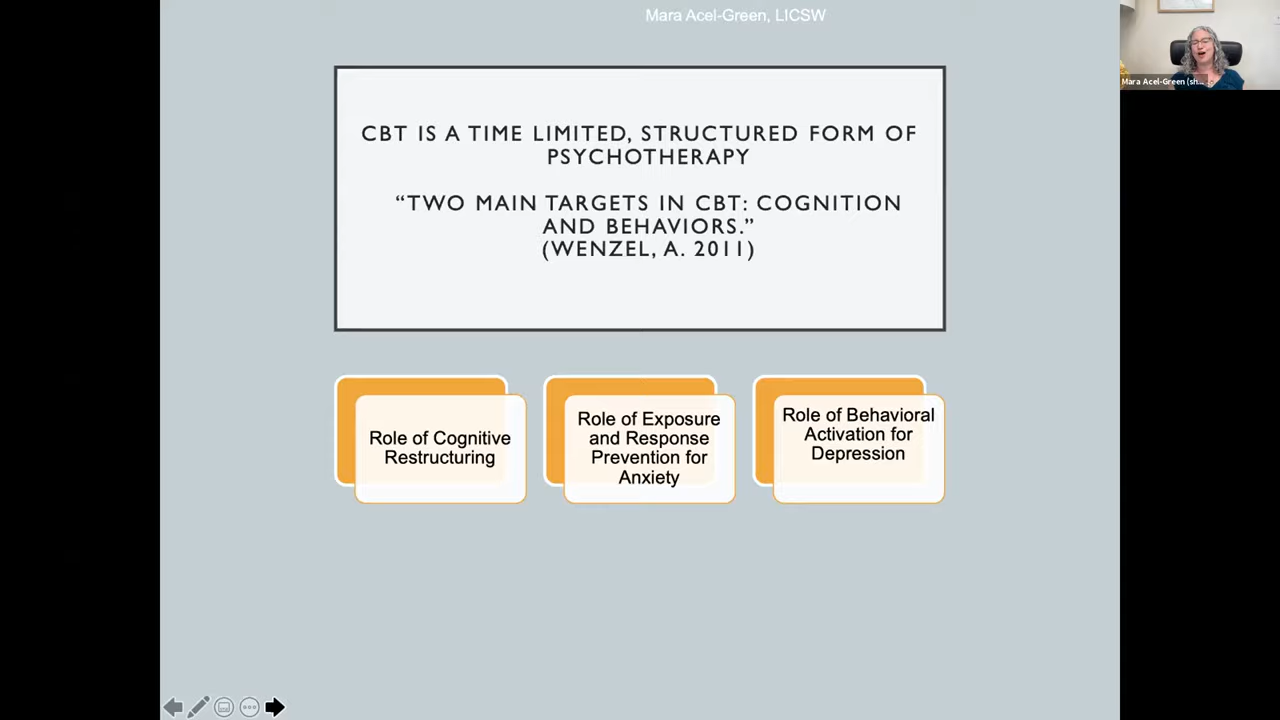 Mara Acel-Green, LICSW
Mara Acel-Green (sh...
CBT IS A TIME LIMITED, STRUCTURED FORM OF
PSYCHOTHERAPY
“TWO MAIN TARGETS IN CBT: COGNITION
AND BEHAVIORS.”
(WENZEL, A. 2011)
Role of Cognitive
Restructuring
Role of Exposure
and Response
Prevention for
Anxiety
Role of Behavioral
Activation for
Depression